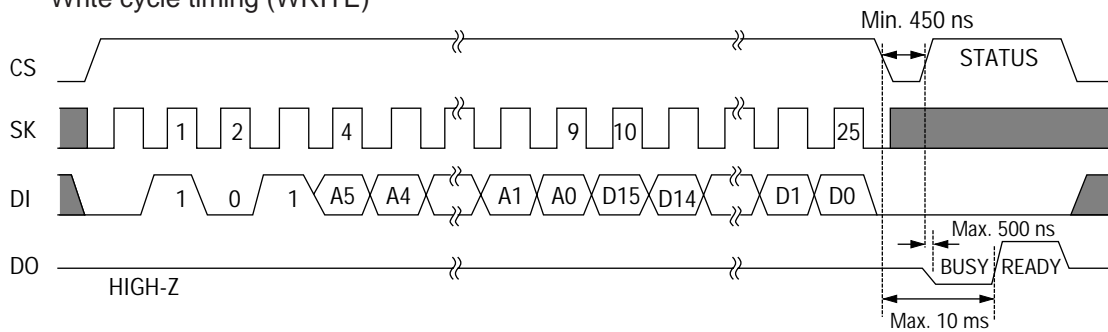 Write cycle timing (WRITE)
Min. 450 ns
CS STATUS
SK 1 2 4 9 10 25
DI 1 0 1 A5 A4 A1 A0 D15 D14 D1 D0
Max. 500 ns
DO BUSY READY
HIGH-Z
Max. 10 ms